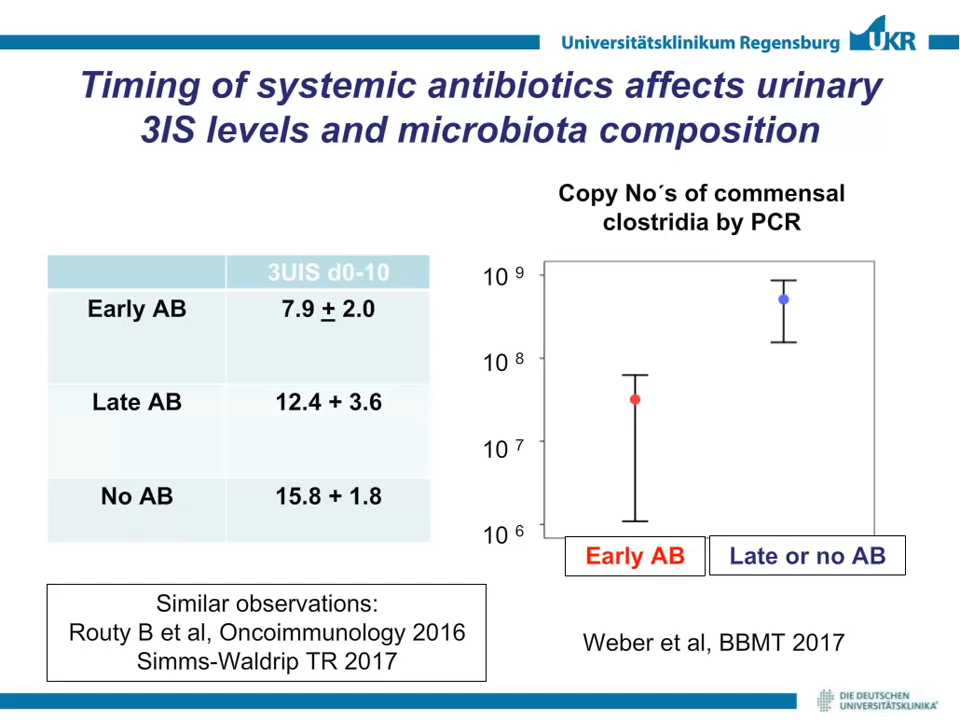 Universitätsklinikum Regensburg
UKR
Timing of systemic antibiotics affects urinary
3IS levels and microbiota composition
3UIS d0-10
Early AB 7.9 + 2.0
Late AB 12.4 + 3.6
No AB 15.8 + 1.8
Copy No´s of commensal
clostridia by PCR
10 9
10 8
10 7
10 6
Early AB
Late or no AB
Similar observations:
Routy B et al, Oncoimmunology 2016
Simms-Waldrip TR 2017
Weber et al, BBMT 2017
DIE DEUTSCHEN
UNIVERSITÄTSKLINIKA